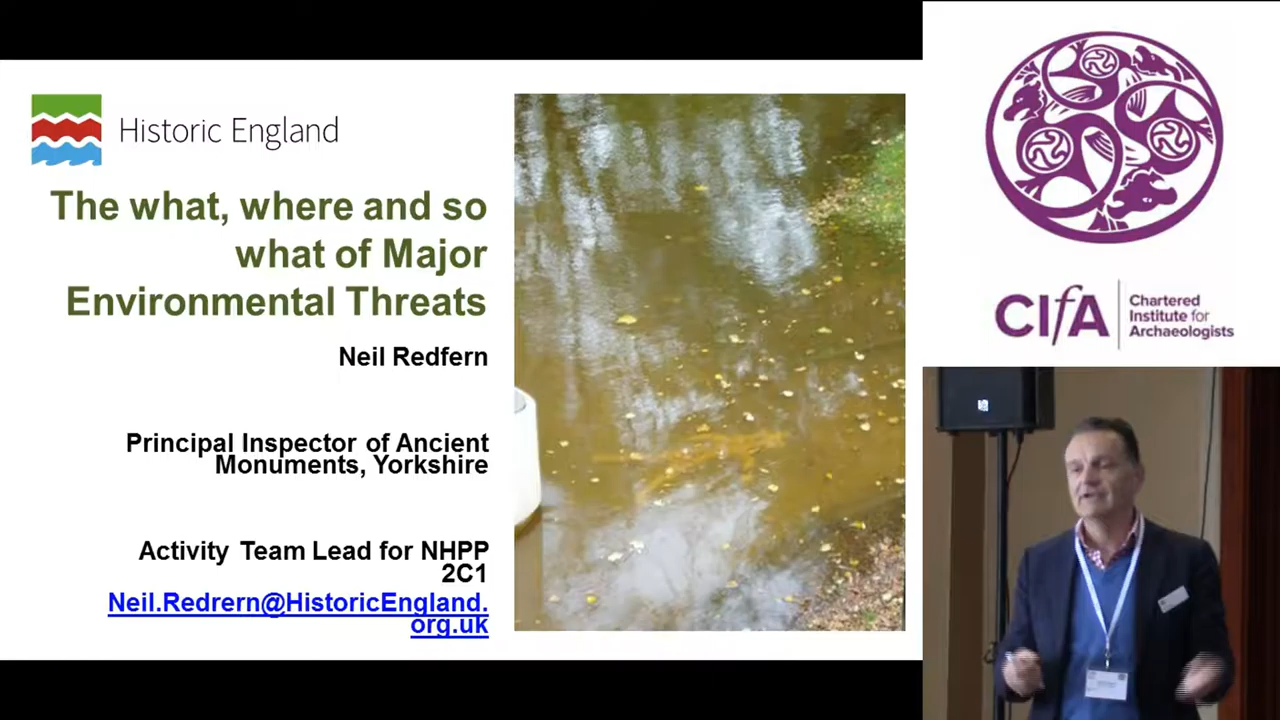 Historic England
The what, where and so
what of Major
Environmental Threats
Neil Redfern
Principal Inspector of Ancient
Monuments, Yorkshire
Activity Team Lead for NHPP
2C1
Neil.Redrern@HistoricEngland.
org.uk
CIfA
Chartered
Institute for
Archaeologists